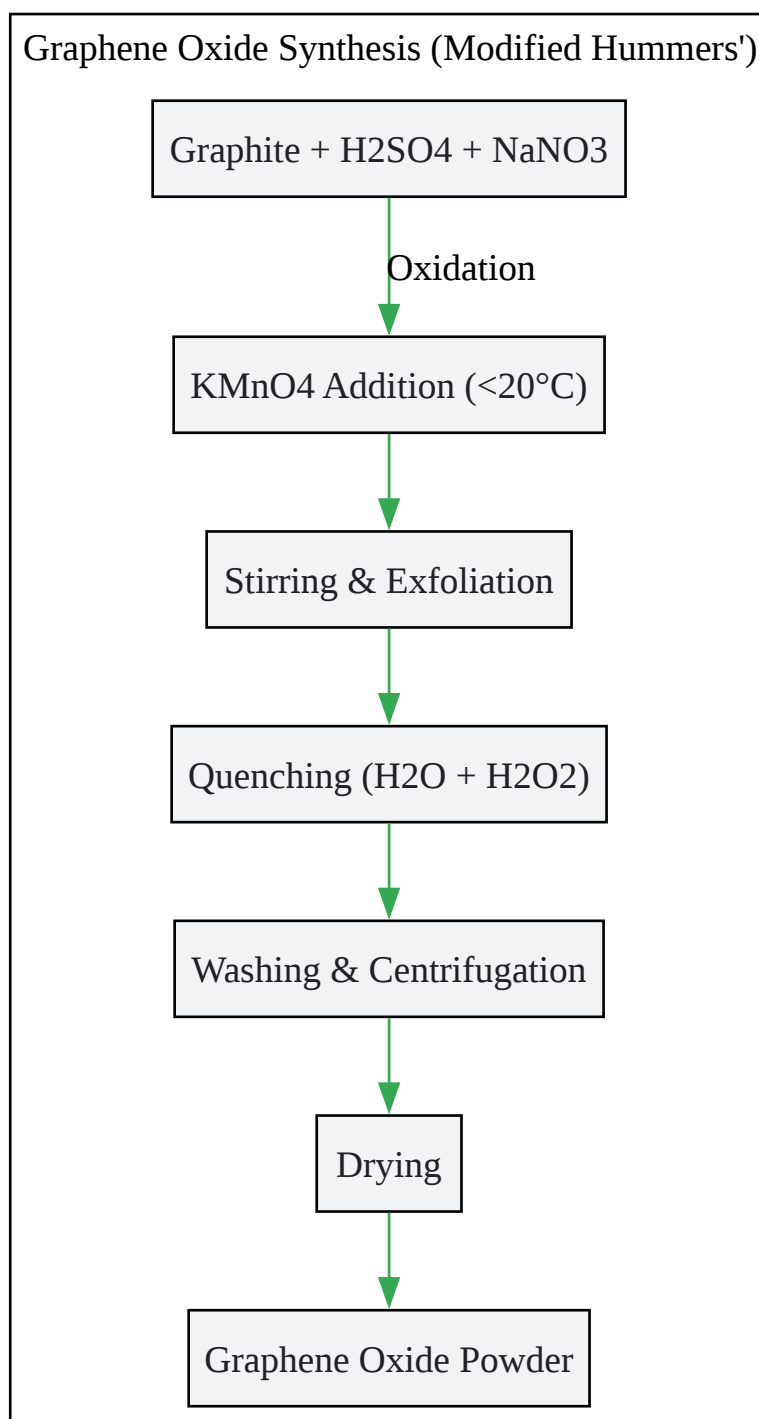 Graphene Oxide Synthesis (Modified Hummers')
Graphite + H2SO4 + NaNO3
Oxidation
KMnO4 Addition (<20°C)
Stirring & Exfoliation
Quenching (H2O + H2O2)
Washing & Centrifugation
Drying
Graphene Oxide Powder